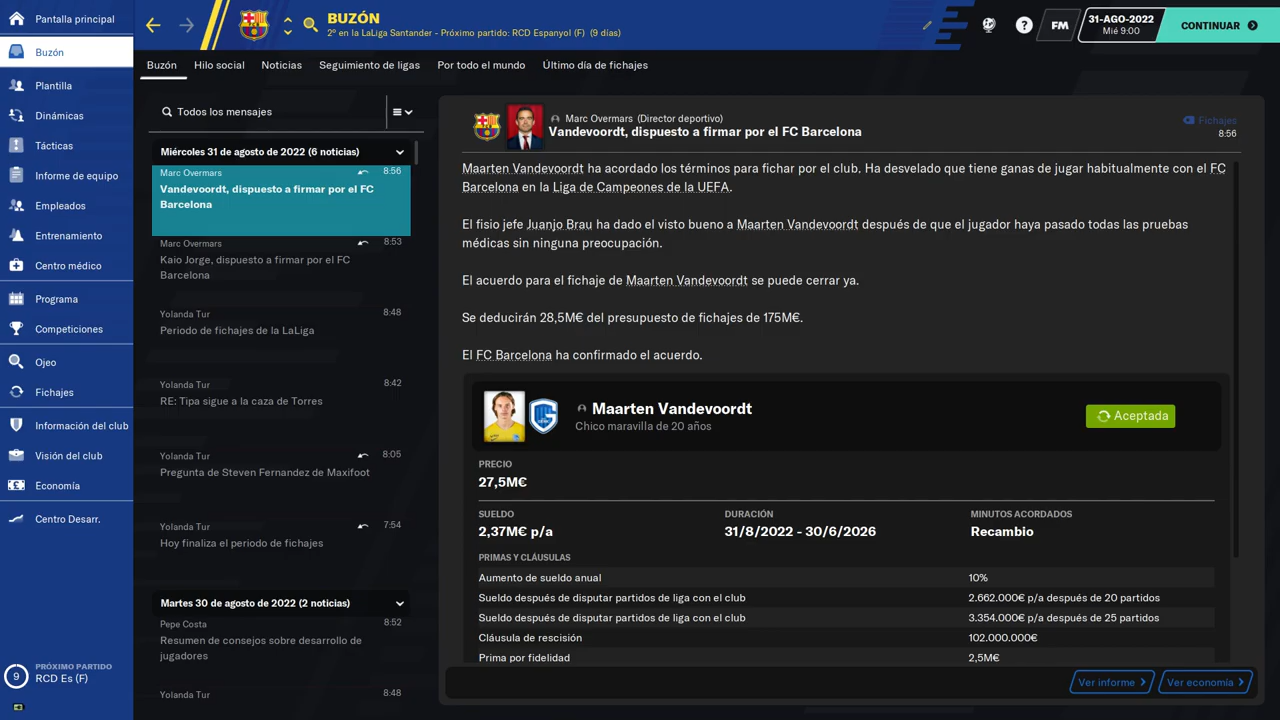 Pantalla principal
Buzón
Plantilla
Dinámicas
Tácticas
Informe de equipo
Empleados
Entrenamiento
Centro médico
Programa
Competiciones
Ojeo
Fichajes
Información del club
Visión del club
Economía
Centro Desarr.
9
PRÓXIMO PARTIDO
RCD Es (F)
BUZÓN
2º en la LaLiga Santander - Próximo partido: RCD Espanyol (F) (9 días)
?
FM
31-AGO-2022
Mié 9:00
CONTINUAR
Buzón
Hilo social
Noticias
Seguimiento de ligas
Por todo el mundo
Último día de fichajes
Todos los mensajes
Miércoles 31 de agosto de 2022 (6 noticias)
Marc Overmars
8:56
Vandevoordt, dispuesto a firmar por el FC
Barcelona
Marc Overmars
8:53
Kaio Jorge, dispuesto a firmar por el FC
Barcelona
Yolanda Tur
8:48
Periodo de fichajes de la LaLiga
Yolanda Tur
8:42
RE: Tipa sigue a la caza de Torres
Yolanda Tur
8:05
Pregunta de Steven Fernandez de Maxifoot
Yolanda Tur
7:54
Hoy finaliza el periodo de fichajes
Martes 30 de agosto de 2022 (2 noticias)
Pepe Costa
8:52
Resumen de consejos sobre desarrollo de
jugadores
Yolanda Tur
8:48
Marc Overmars (Director deportivo)
Vandevoordt, dispuesto a firmar por el FC Barcelona
Fichajes
8:56
Maarten Vandevoordt ha acordado los términos para fichar por el club. Ha desvelado que tiene ganas de jugar habitualmente con el FC
Barcelona en la Liga de Campeones de la UEFA.
El fisio jefe Juanjo Brau ha dado el visto bueno a Maarten Vandevoordt después de que el jugador haya pasado todas las pruebas
médicas sin ninguna preocupación.
El acuerdo para el fichaje de Maarten Vandevoordt se puede cerrar ya.
Se deducirán 28,5M€ del presupuesto de fichajes de 175M€.
El FC Barcelona ha confirmado el acuerdo.
Maarten Vandevoordt
Chico maravilla de 20 años
Aceptada
PRECIO
27,5M€
SUELDO
DURACIÓN
MINUTOS ACORDADOS
2,37M€ p/a
31/8/2022 - 30/6/2026
Recambio
PRIMAS Y CLÁUSULAS
Aumento de sueldo anual
10%
Sueldo después de disputar partidos de liga con el club
2.662.000€ p/a después de 20 partidos
Sueldo después de disputar partidos de liga con el club
3.354.000€ p/a después de 25 partidos
Cláusula de rescisión
102.000.000€
Prima por fidelidad
2,5M€
Ver informe
Ver economía